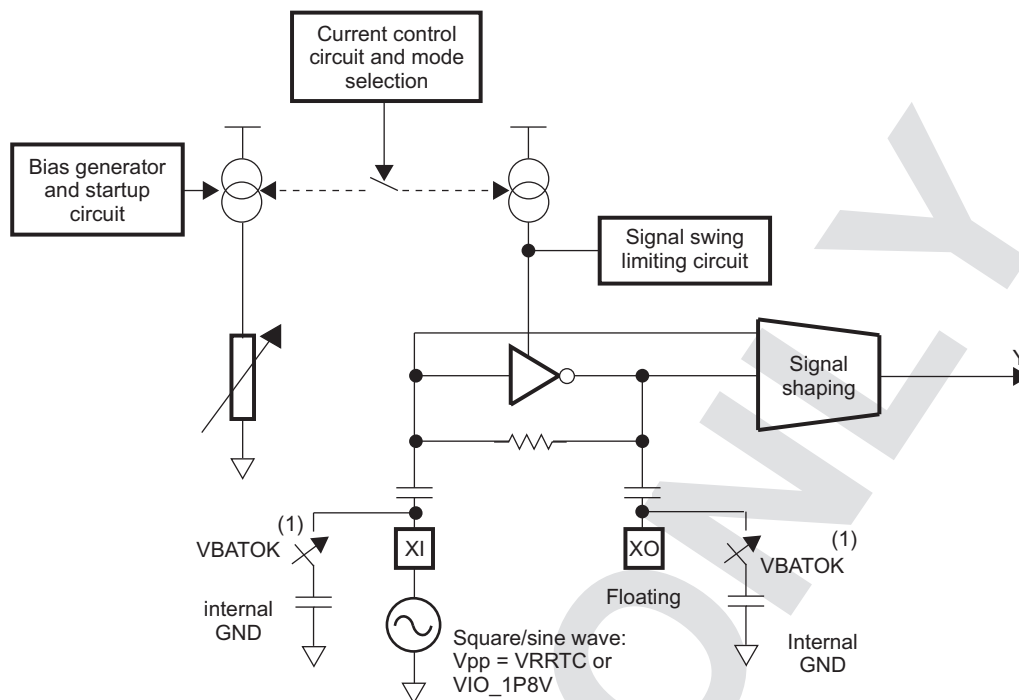 Current control
circuit and mode
selection
Bias generator
and startup
circuit
Signal swing
limiting circuit
Signal
shaping
Y
(1)
VBATOK
XI
XO
(1)
VBATOK
internal
GND
Floating
Square/sine wave:
Vpp = VRRTC or
VIO_1P8V
Internal
GND
ONLY